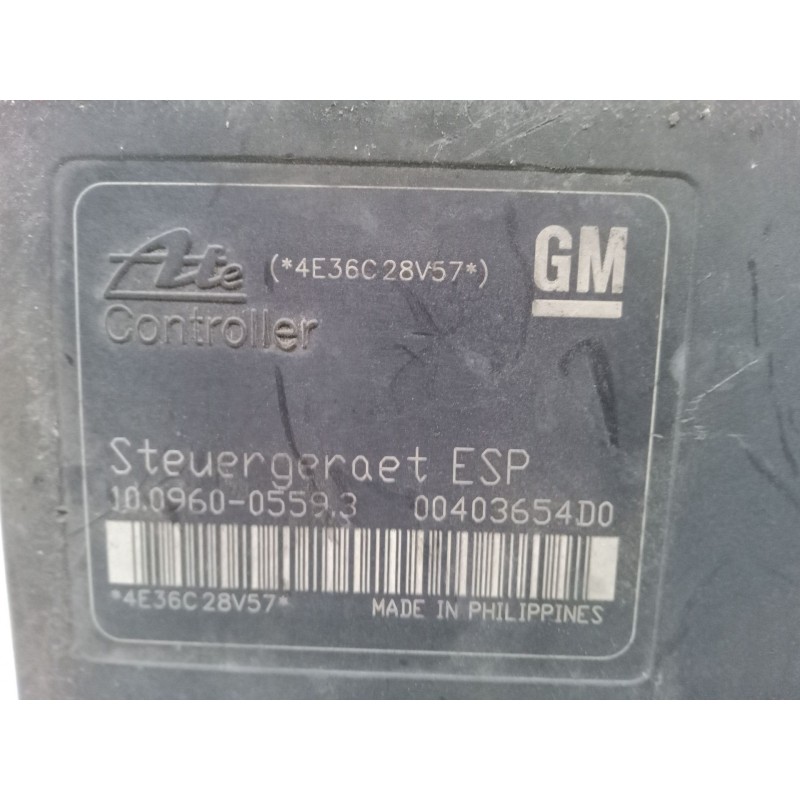 Ate (*4E36C28V57*) GM
Controller
Steuergeraet ESP
10.0960-0559.3 00403654D0
*4E36C28V57* MADE IN PHILIPPINES